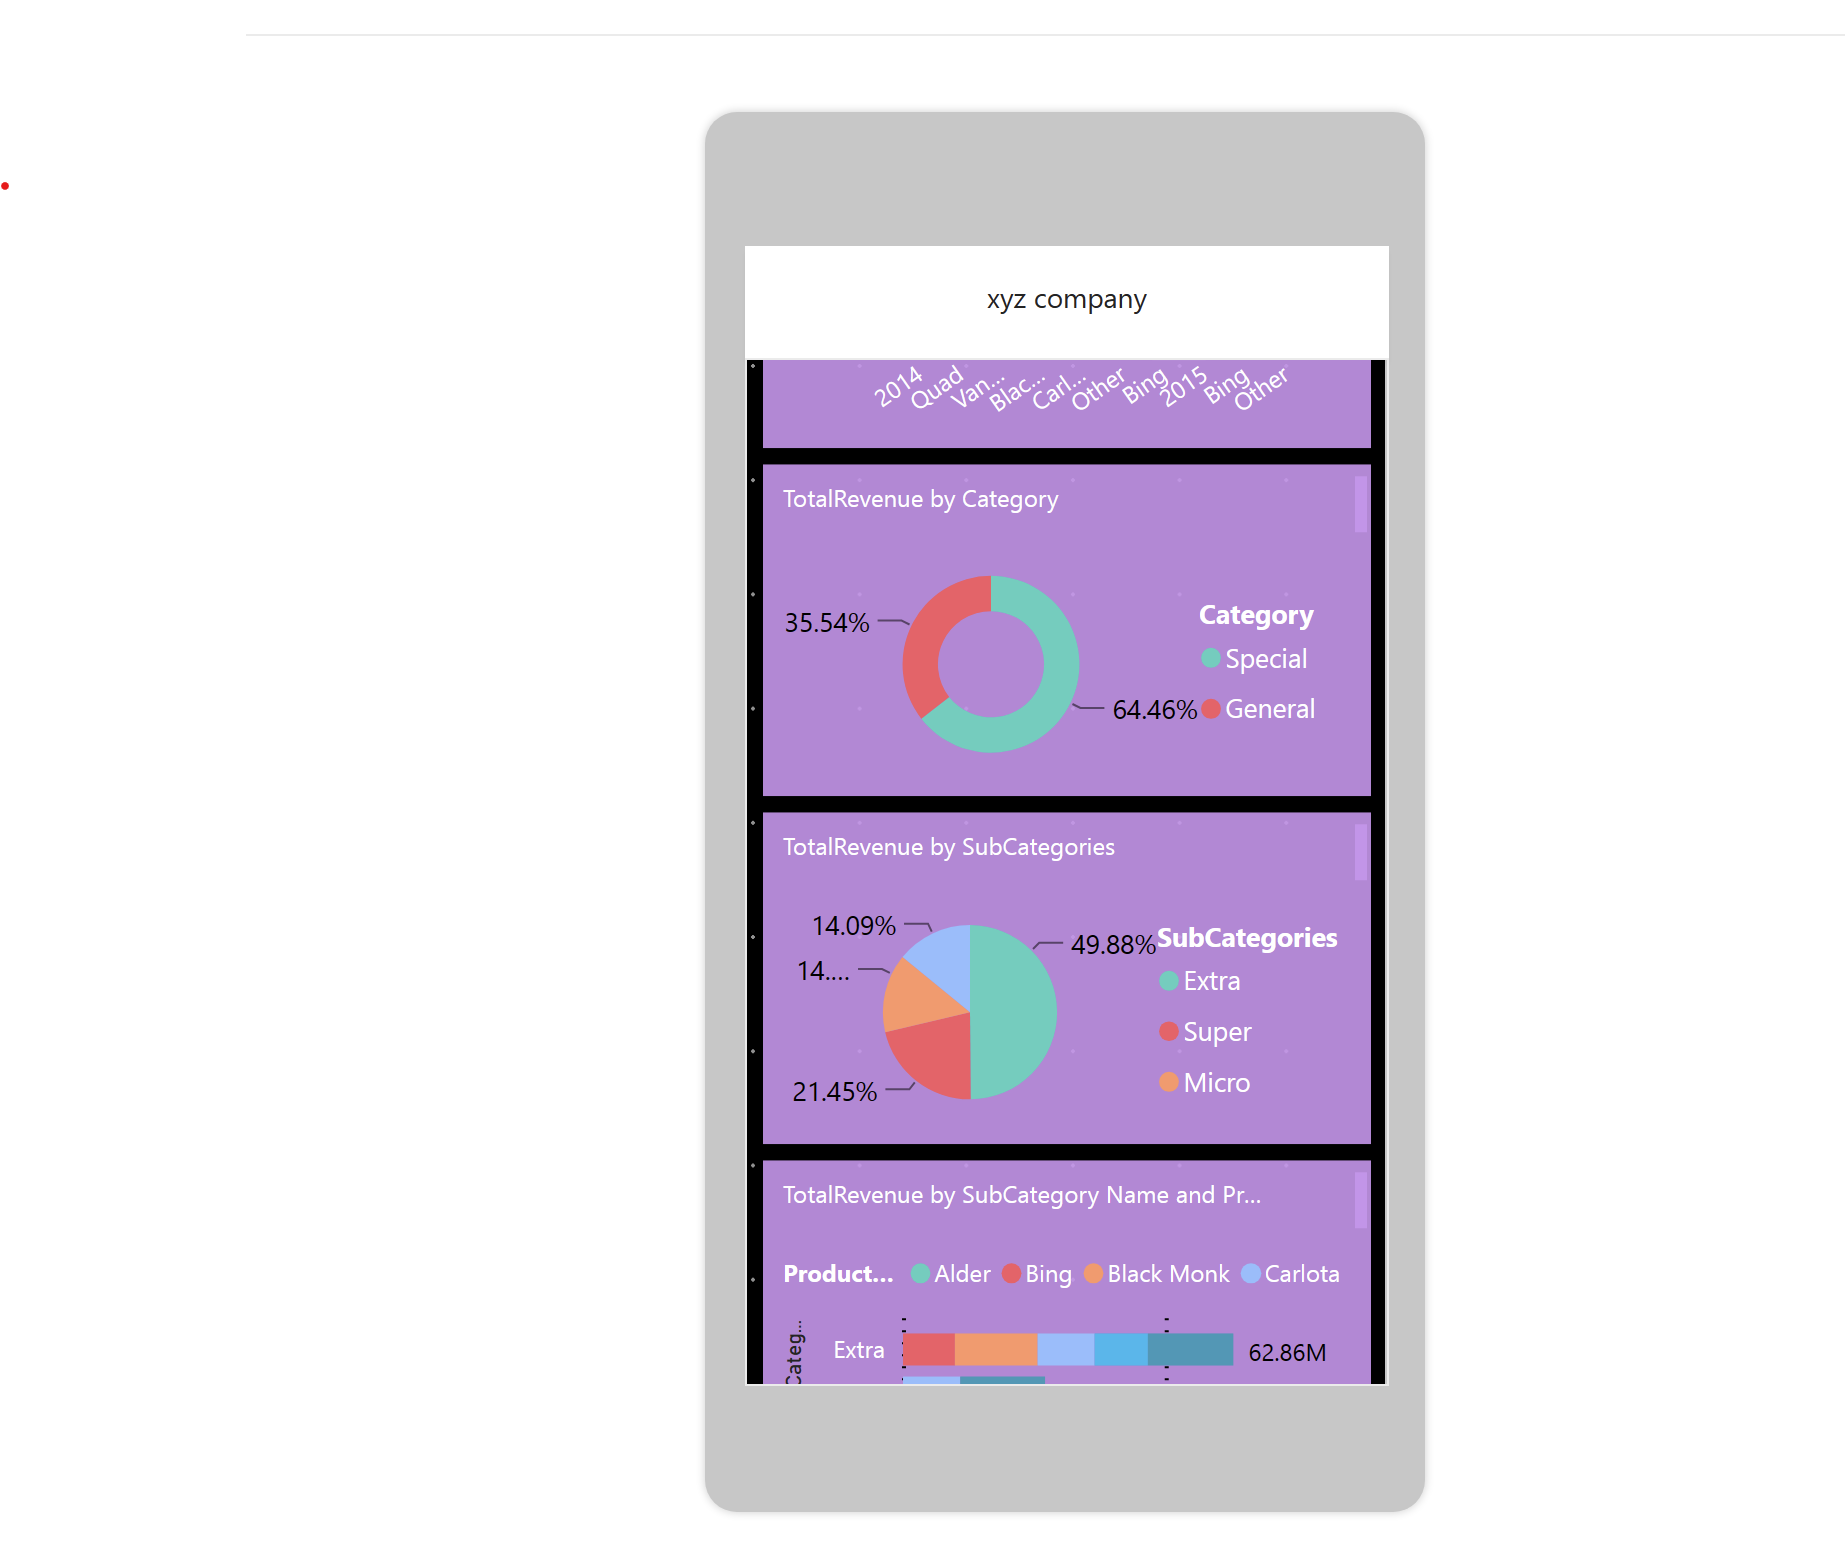 xyz company
2014 Quad Van... Blac... Carl... Other Bing 2015 Bing Other
TotalRevenue by Category
35.54%
64.46%
Category
Special
General
TotalRevenue by SubCategories
14.09%
14....
49.88%
21.45%
SubCategories
Extra
Super
Micro
TotalRevenue by SubCategory Name and Pr...
Product... Alder Bing Black Monk Carlota
Categ...
Extra 62.86M